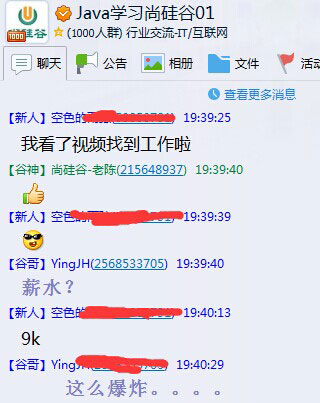 Java学习尚硅谷01
1000
(1000人群) 行业交流-IT/互联网
聊天 公告 相册 文件 活动
查看更多消息
【新人】空色的 19:39:25
我看了视频找到工作啦
【谷神】尚硅谷-老陈(215648937) 19:39:40
【新人】空色的 19:39:39
【谷哥】YingJH(2568533705) 19:39:40
薪水？
【新人】空色的 19:40:13
9k
【谷哥】YingJH 19:40:29
这么爆炸。。。。